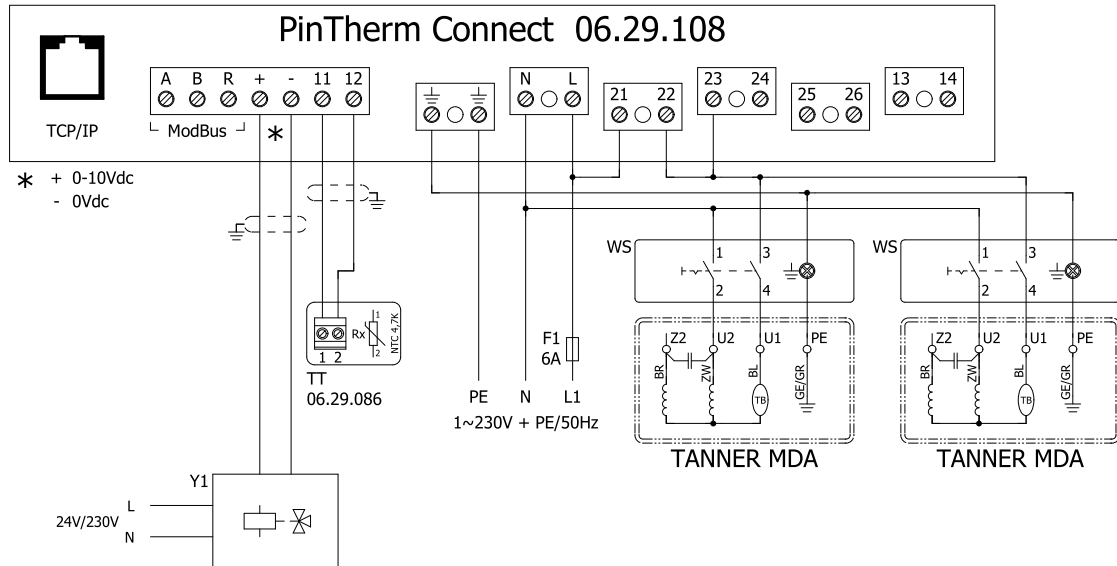 PinTherm Connect 06.29.108
A B R + - 11 12
N L
21 22
23 24
25 26
13 14
TCP/IP
ModBus
*
* + 0-10Vdc
- 0Vdc
WS
1 3
2 4
WS
1 3
2 4
Rx
1
2
NTC 4,7K
1 2
TT
06.29.086
F1
6A
PE N L1
1~230V + PE/50Hz
Z2 U2 U1 PE
BR ZW BL GE/GR
TB
TANNER MDA
Z2 U2 U1 PE
BR ZW BL GE/GR
TB
TANNER MDA
Y1
L
24V/230V
N